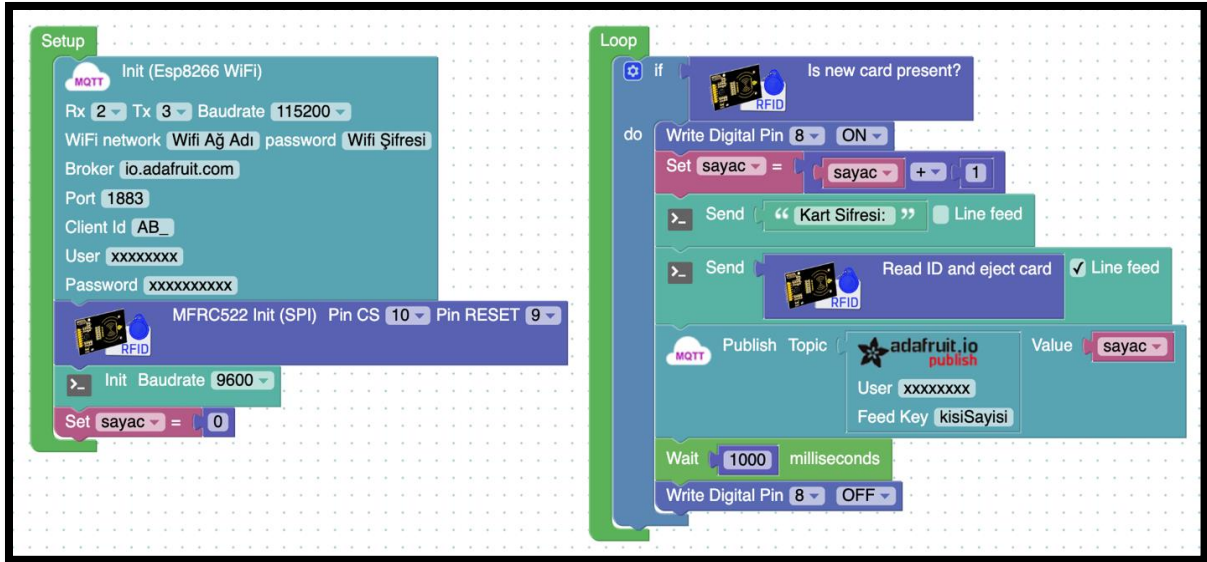 Setup
MQTT Init (Esp8266 WiFi)
Rx 2 Tx 3 Baudrate 115200
WiFi network Wifi Ağ Adı password Wifi Şifresi
Broker io.adafruit.com
Port 1883
Client Id AB_
User xxxxxxxx
Password xxxxxxxxxx
MFRC522 Init (SPI) Pin CS 10 Pin RESET 9
RFID
Init Baudrate 9600
Set sayac = 0
Loop
if Is new card present?
RFID
do Write Digital Pin 8 ON
Set sayac = sayac + 1
>_ Send “ Kart Sifresi: ” Line feed
>_ Send Read ID and eject card ✓ Line feed
RFID
MQTT Publish Topic adafruit.io Value sayac
publish
User xxxxxxxx
Feed Key kisiSayisi
Wait 1000 milliseconds
Write Digital Pin 8 OFF